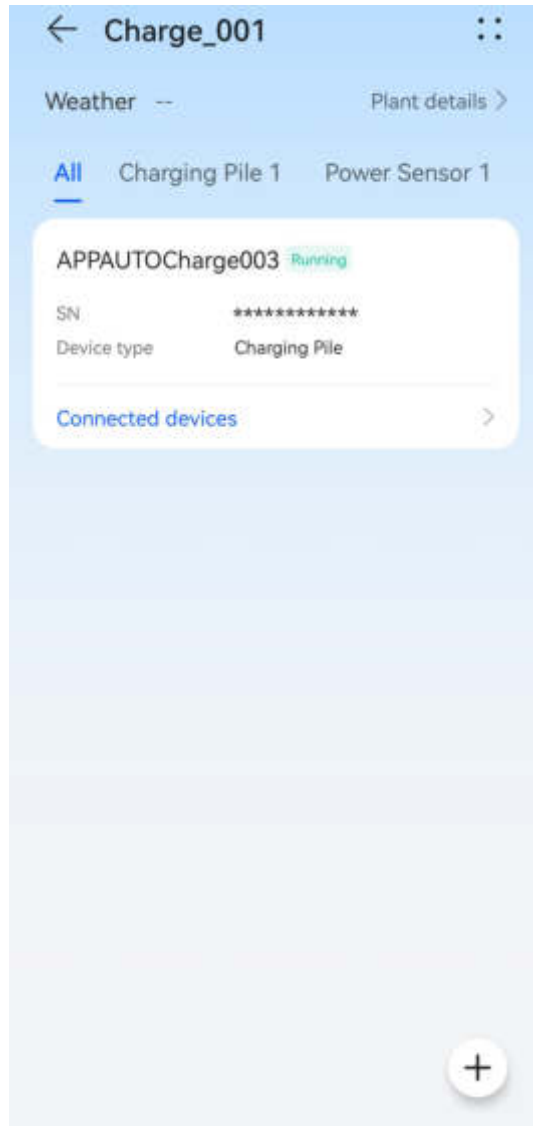 Charge_001
Weather -- Plant details
All Charging Pile 1 Power Sensor 1
APPAUTOCharge003 Running
SN ************
Device type Charging Pile
Connected devices